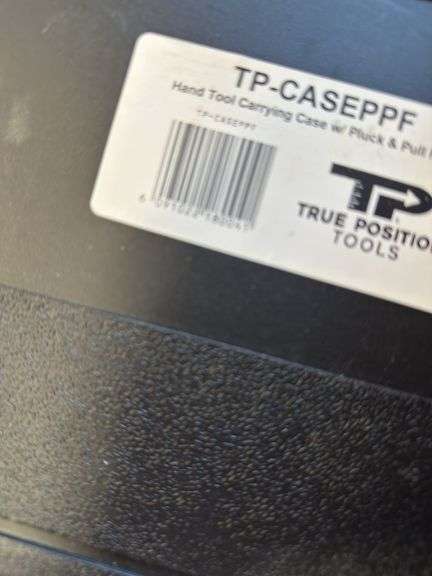 TP-CASEPPF
Hand Tool Carrying Case w/ Pluck & Pull
TP-CASEPPF
TP
TRUE POSITION
TOOLS